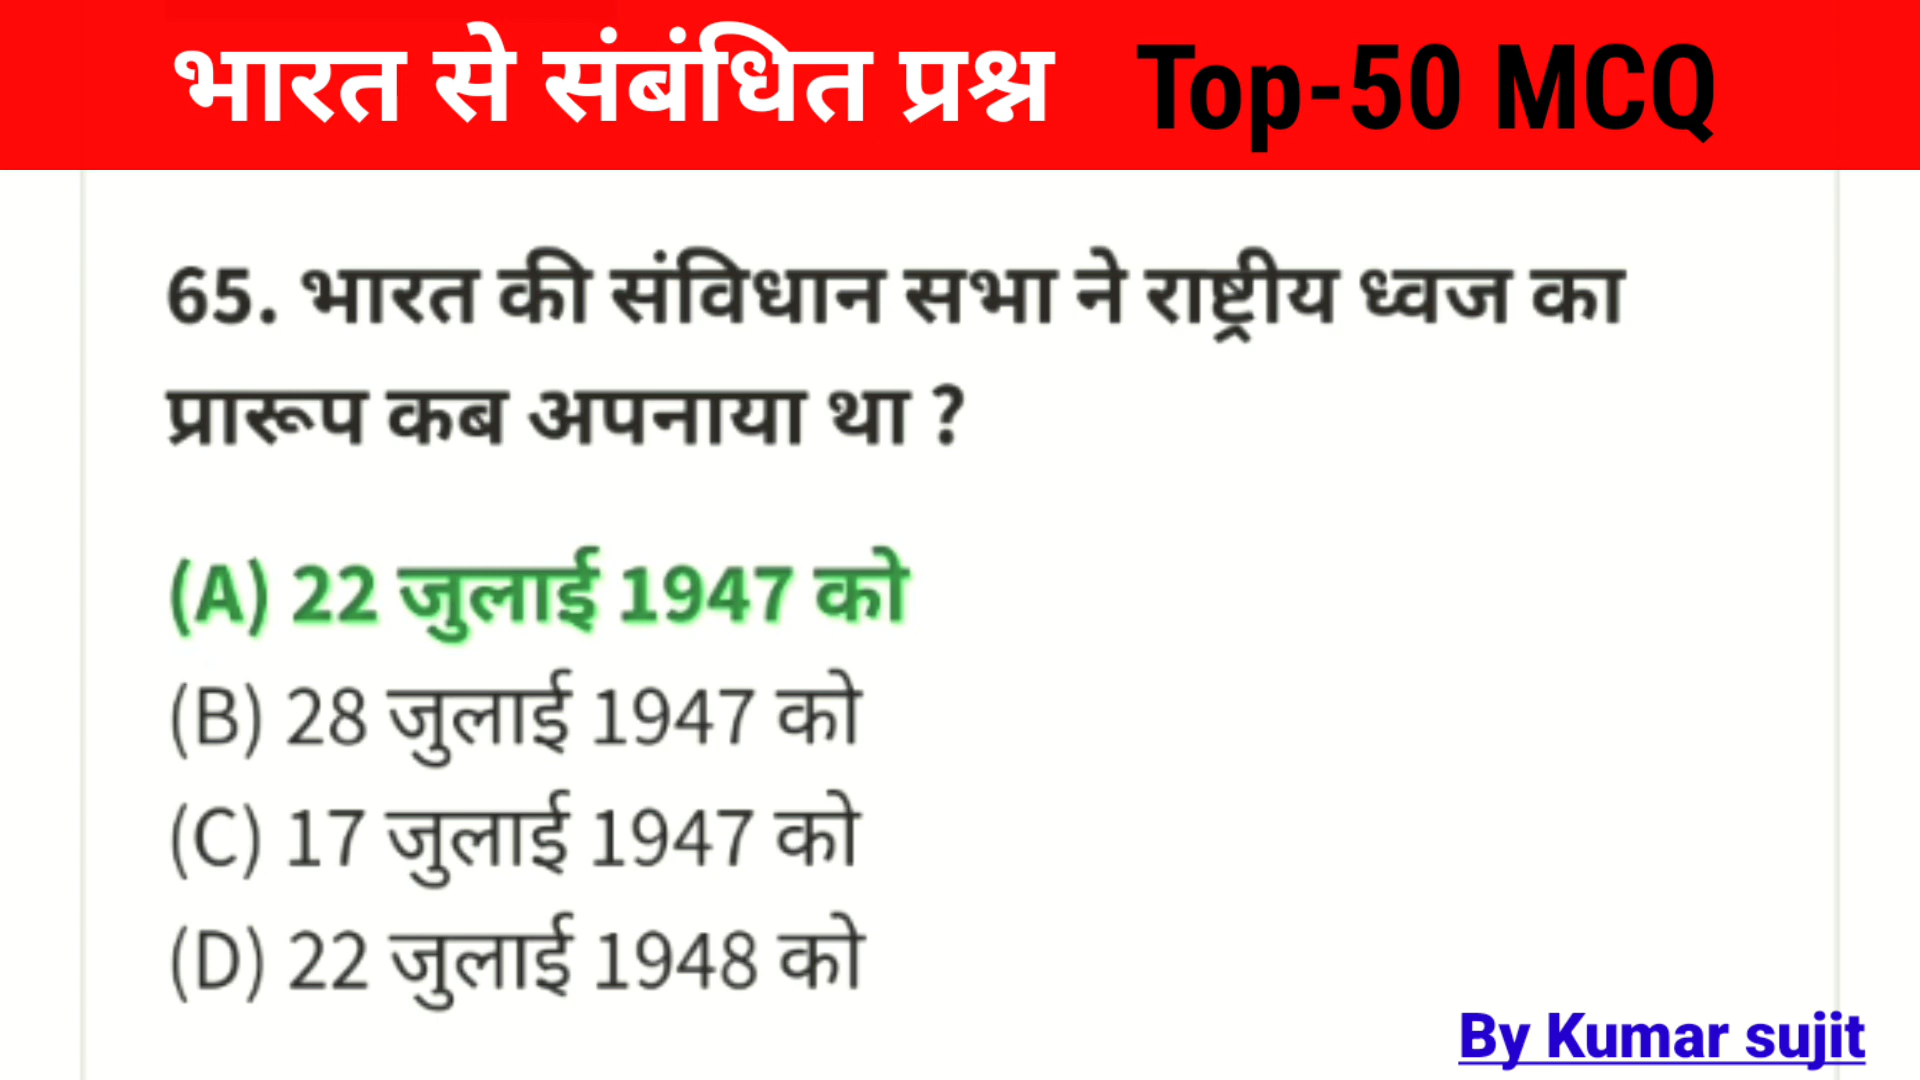 भारत से संबंधित प्रश्न Top-50 MCQ
65. भारत की संविधान सभा ने राष्ट्रीय ध्वज का
प्रारूप कब अपनाया था ?
(A) 22 जुलाई 1947 को
(B) 28 जुलाई 1947 को
(C) 17 जुलाई 1947 को
(D) 22 जुलाई 1948 को
By Kumar sujit